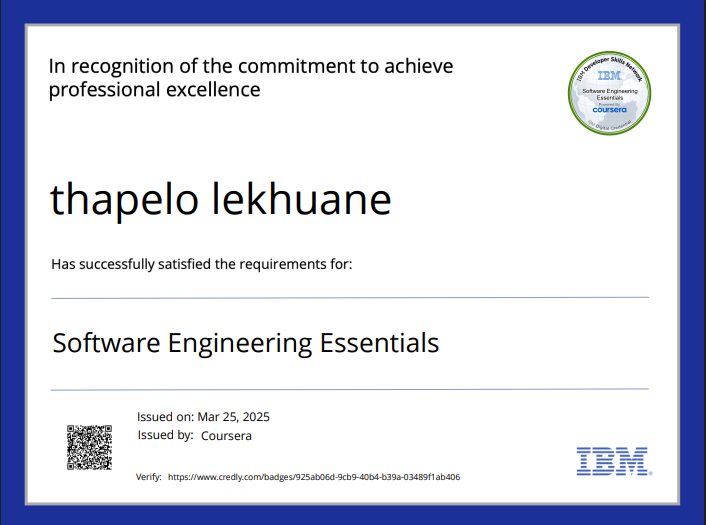 In recognition of the commitment to achieve
professional excellence
IBM Developer Skills Network
IBM
Software Engineering
Essentials
Powered By
coursera
IBM Digital Credential
thapelo lekhuane
Has successfully satisfied the requirements for:
Software Engineering Essentials
Issued on: Mar 25, 2025
Issued by: Coursera
Verify: https://www.credly.com/badges/925ab06d-9cb9-40b4-b39a-03489f1ab406
IBM®